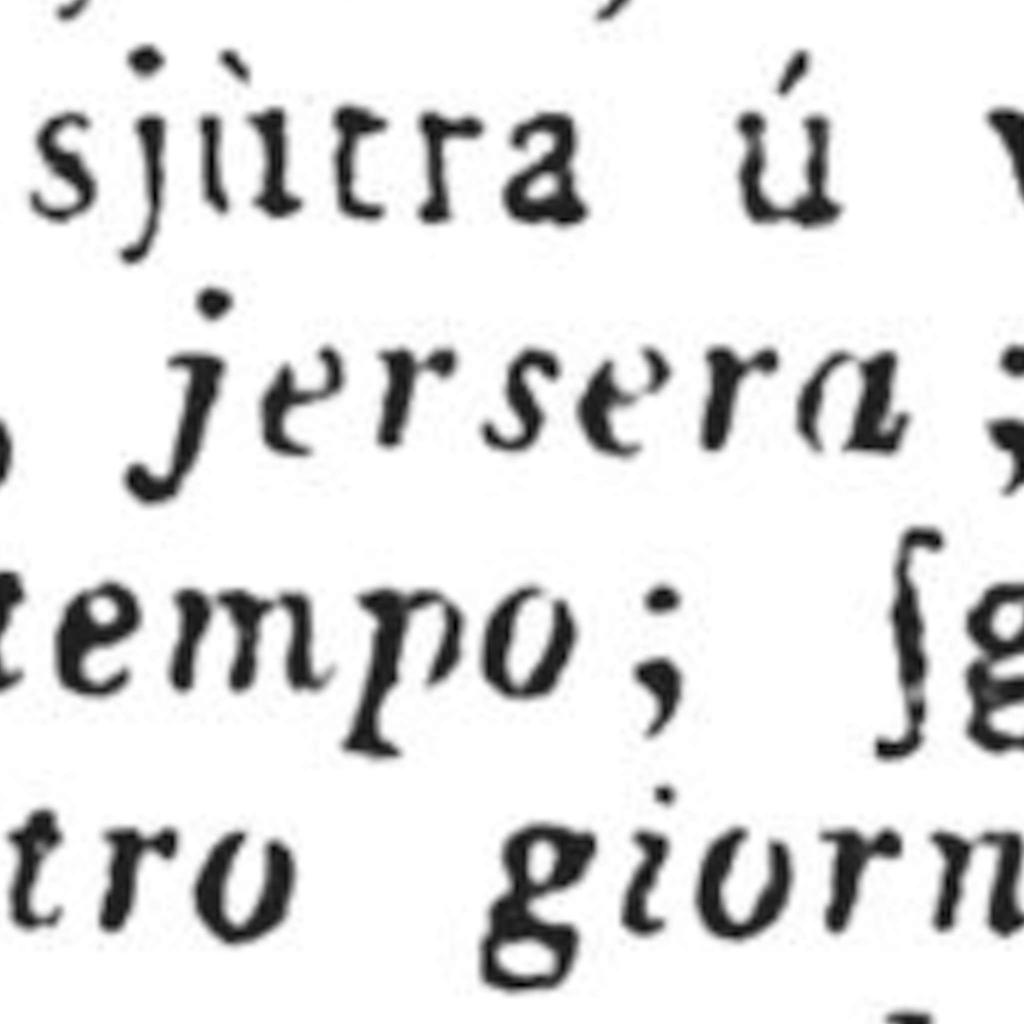 sjùtra ú
jersera ;
tempo ; ſg
tro giorn